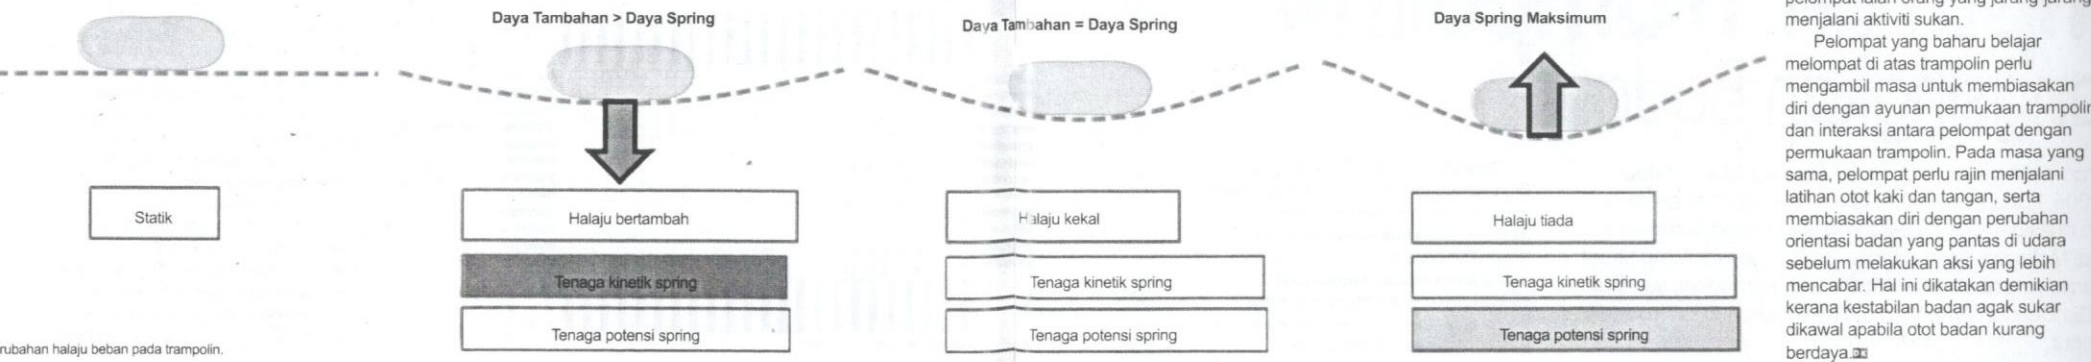 Daya Tambahan > Daya Spring
Daya Tambahan = Daya Spring
Daya Spring Maksimum
Statik
Halaju bertambah
Tenaga kinetik spring
Tenaga potensi spring
Halaju kekal
Tenaga kinetik spring
Tenaga potensi spring
Halaju tiada
Tenaga kinetik spring
Tenaga potensi spring
rubahan halaju beban pada trampolin.
menjalani aktiviti sukan.
Pelompat yang baharu belajar
melompat di atas trampolin perlu
mengambil masa untuk membiasakan
diri dengan ayunan permukaan trampolin
dan interaksi antara pelompat dengan
permukaan trampolin. Pada masa yang
sama, pelompat perlu rajin menjalani
latihan otot kaki dan tangan, serta
membiasakan diri dengan perubahan
orientasi badan yang pantas di udara
sebelum melakukan aksi yang lebih
mencabar. Hal ini dikatakan demikian
kerana kestabilan badan agak sukar
dikawal apabila otot badan kurang
berdaya.